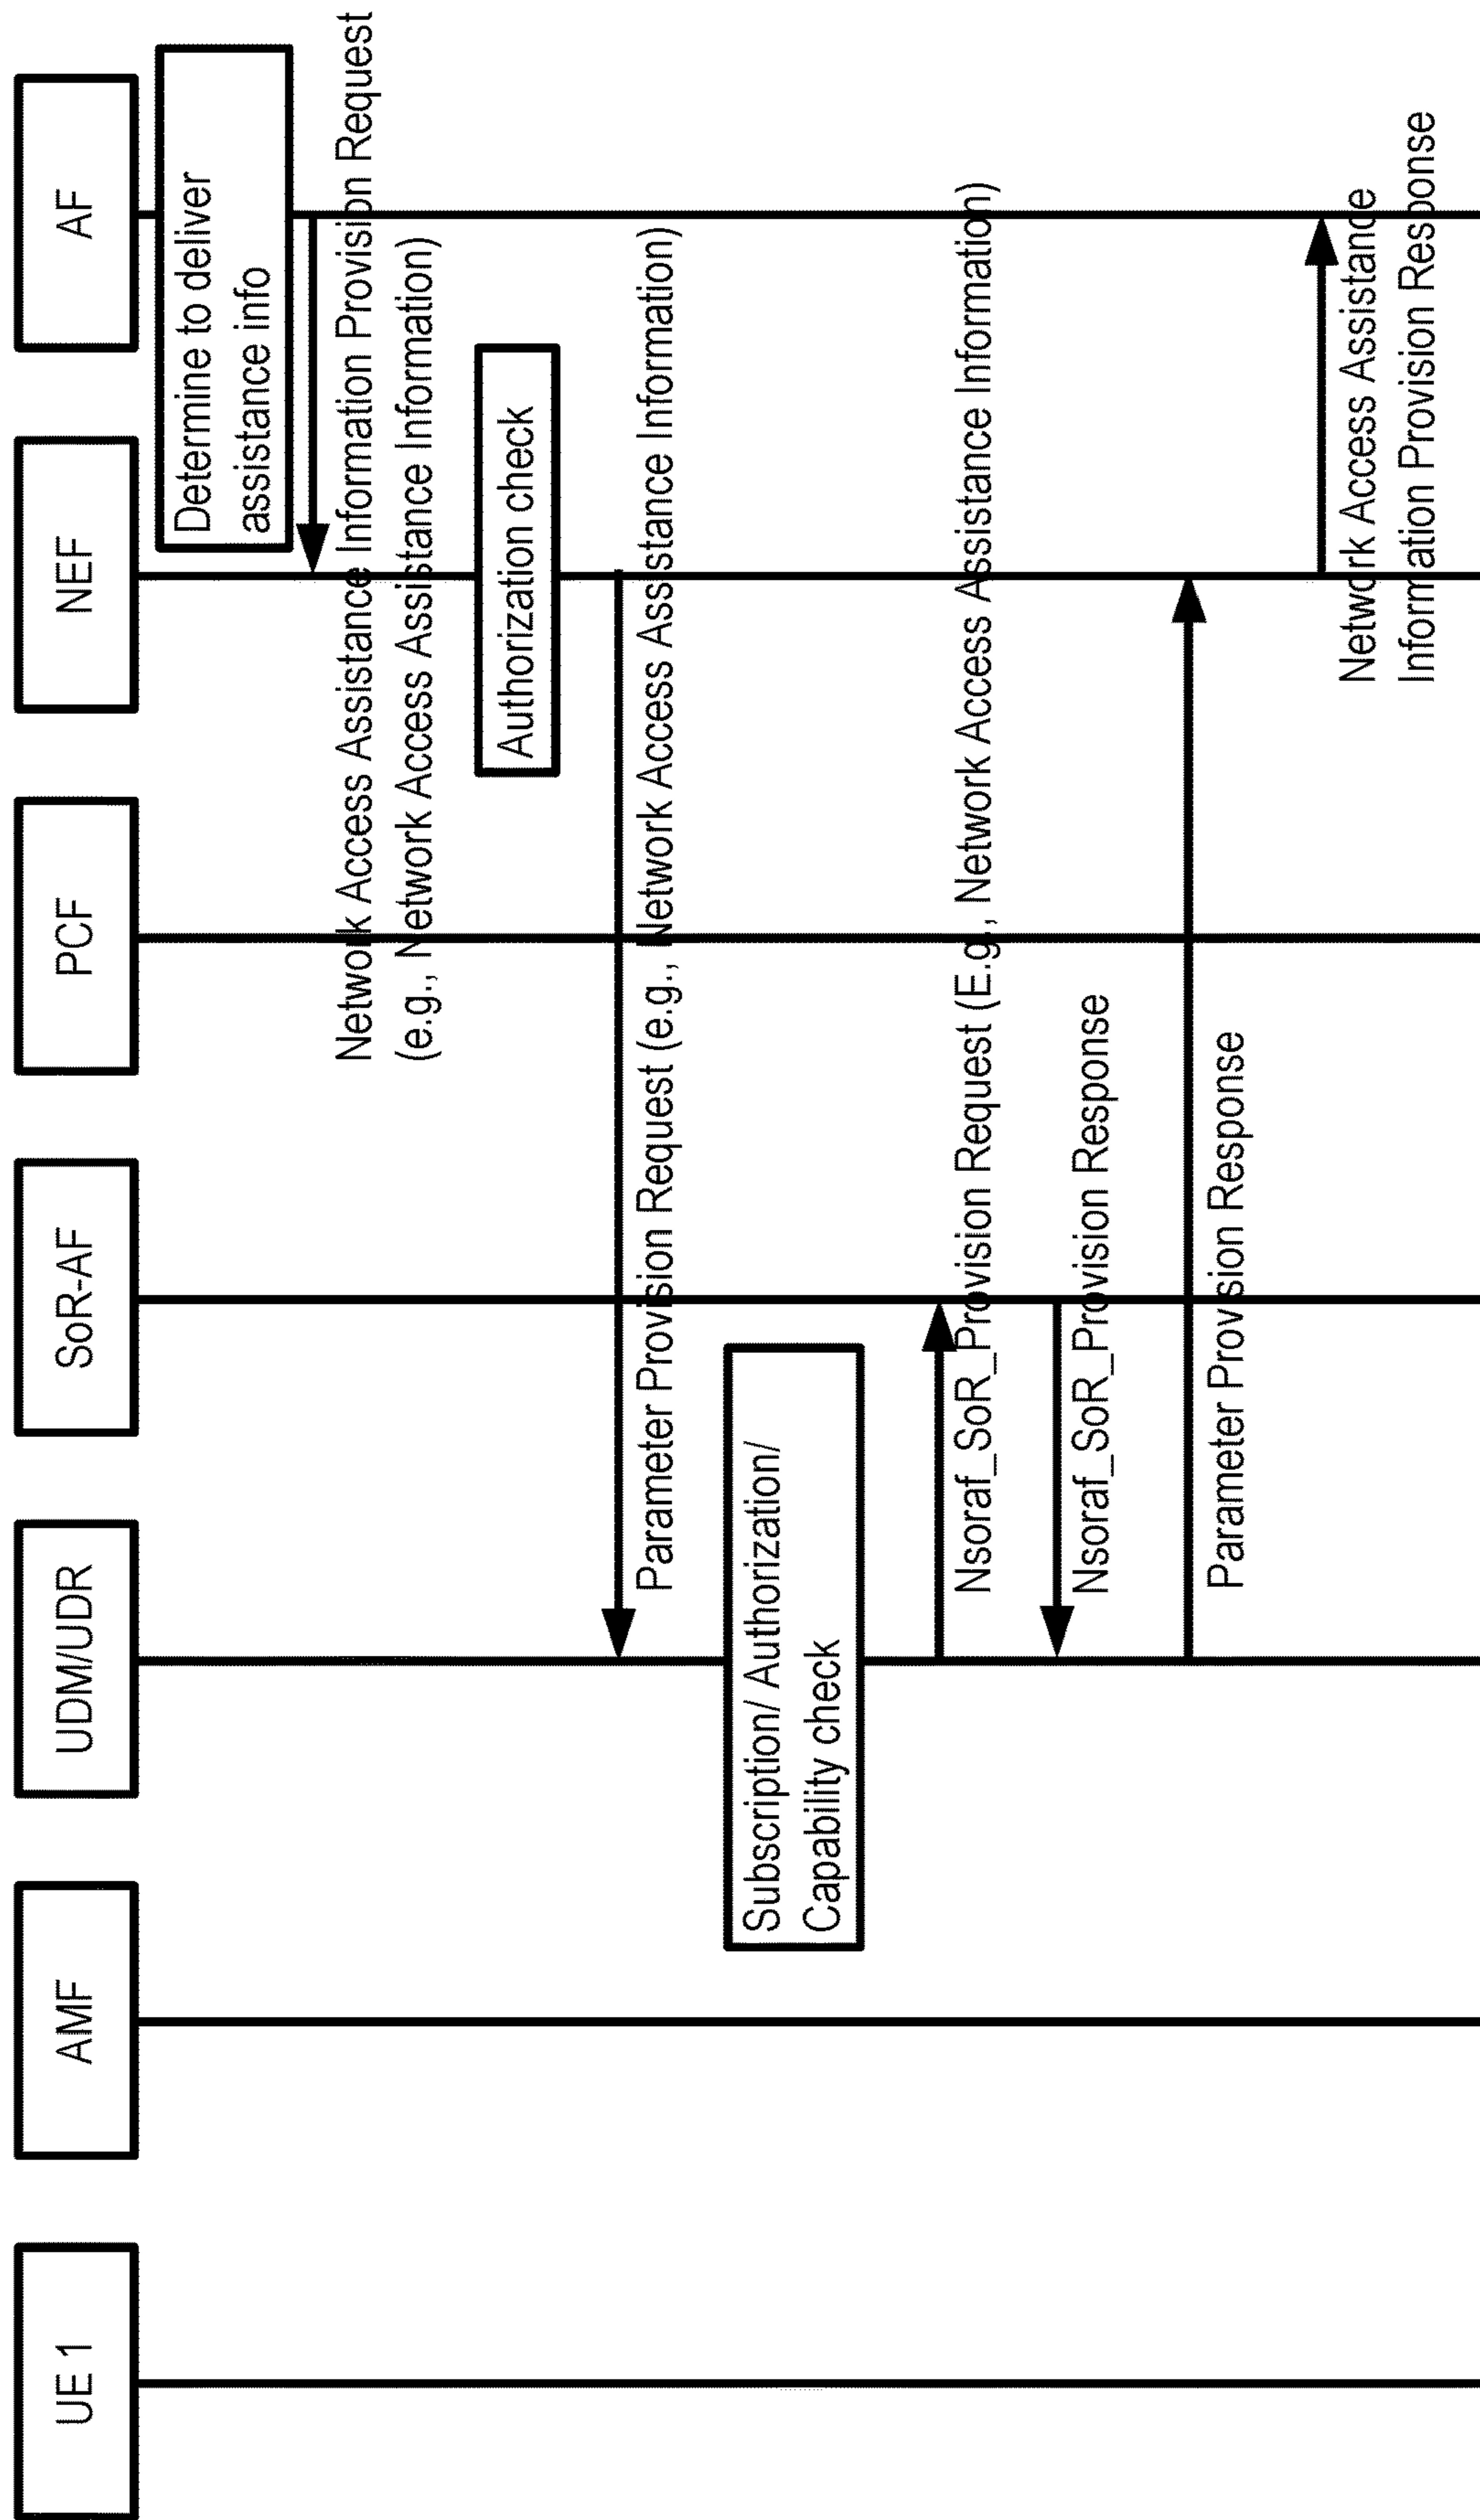 UE 1
AMF
UDM/UDR
SoR-AF
PCF
NEF
AF
Determine to deliver
assistance info
Network Access Assistance Information Provision Request
(e.g., Network Access Assistance Information)
Authorization check
Parameter Provision Request (e.g., Network Access Assistance Information)
Subscription/ Authorization/
Capability check
Nsoraf_SoR_Provision Request (E.g., Network Access Assistance Information)
Nsoraf_SoR_Provision Response
Parameter Provision Response
Network Access Assistance
Information Provision Response